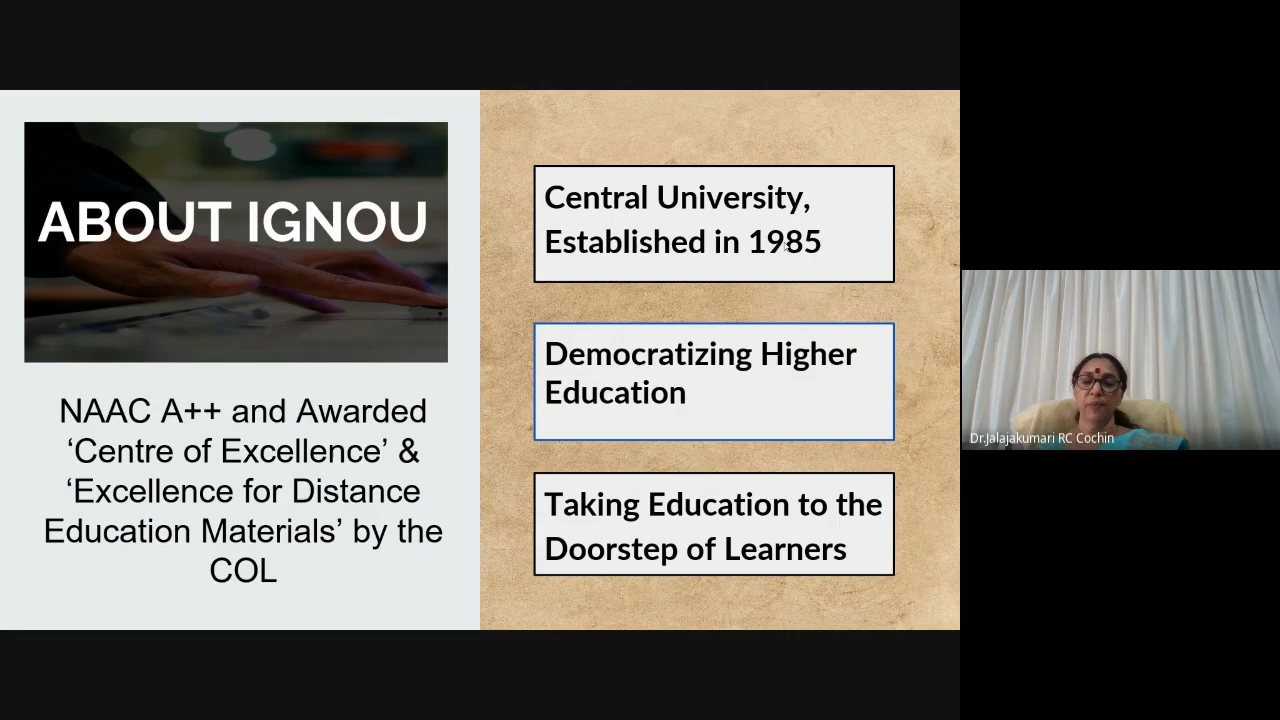 ABOUT IGNOU
NAAC A++ and Awarded
‘Centre of Excellence’ &
‘Excellence for Distance
Education Materials’ by the
COL
Central University,
Established in 1985
Democratizing Higher
Education
Taking Education to the
Doorstep of Learners
Dr.Jalajakumari RC Cochin